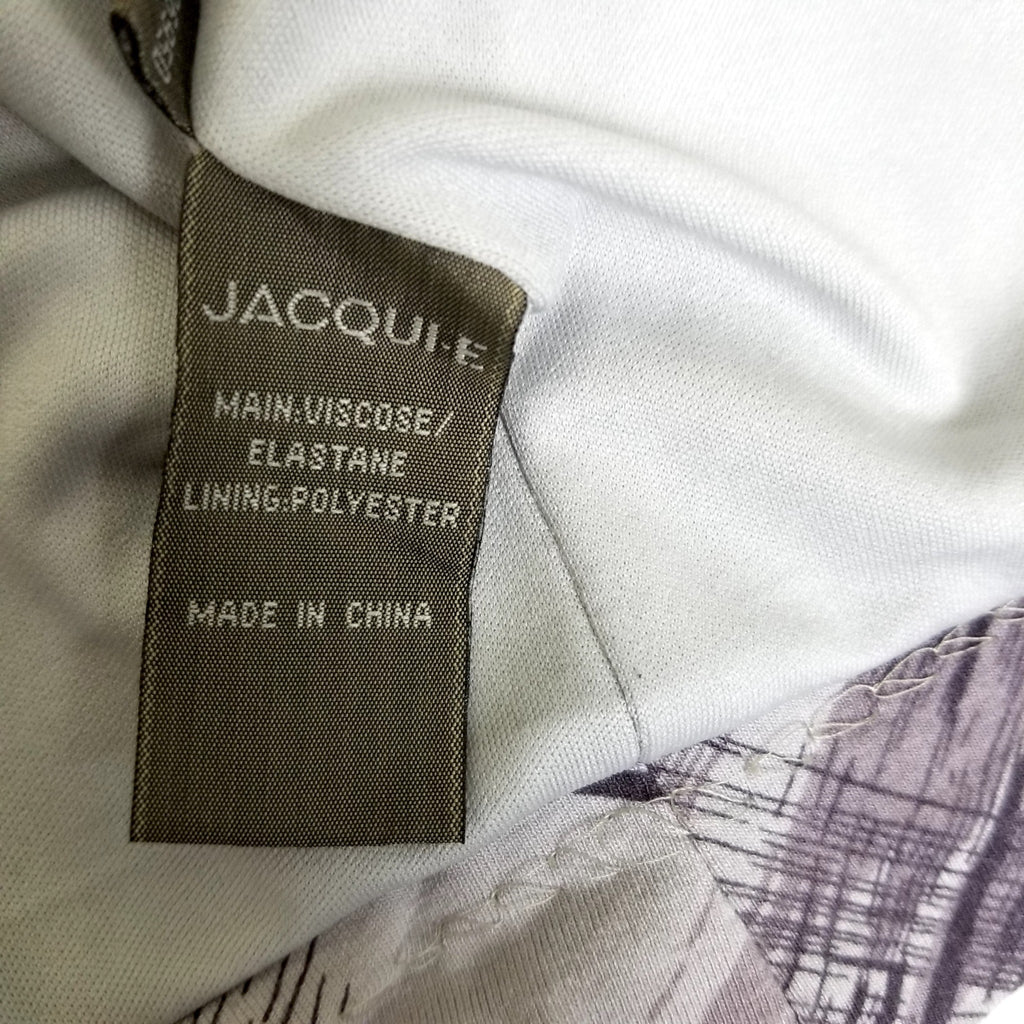 JACQUI·E
MAIN:VISCOSE/
ELASTANE
LINING:POLYESTER
MADE IN CHINA